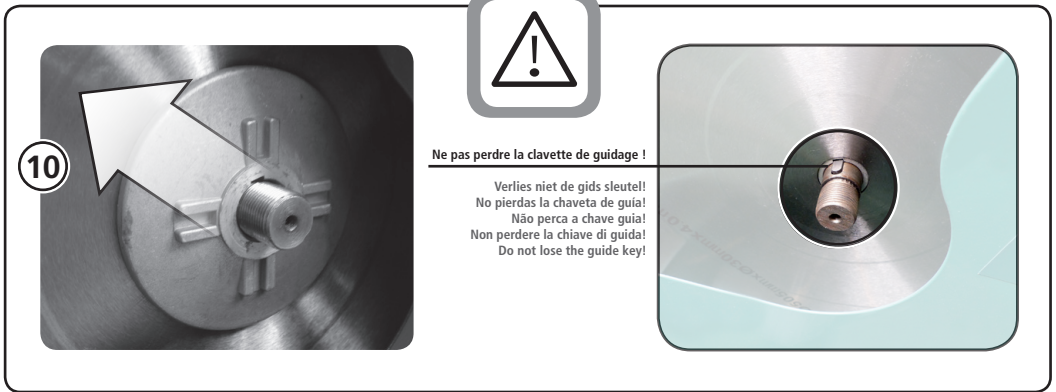 10
Ne pas perdre la clavette de guidage !
Verlies niet de gids sleutel!
No pierdas la chaveta de guía!
Não perca a chave guia!
Non perdere la chiave di guida!
Do not lose the guide key!